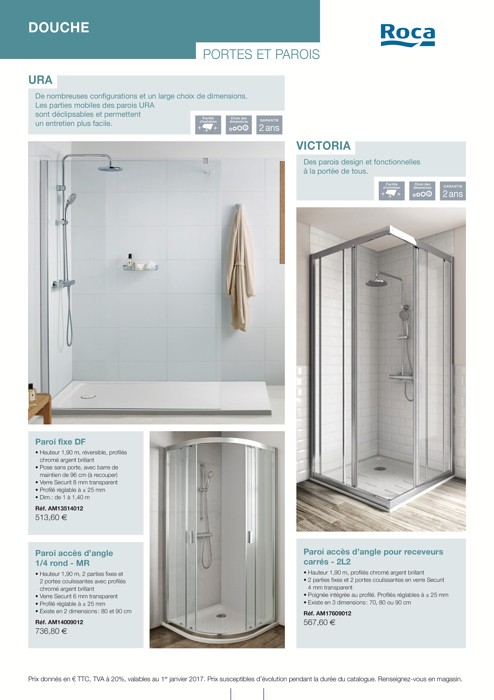 DOUCHE
Roca
PORTES ET PAROIS
URA
De nombreuses configurations et un large choix de dimensions.
Les parties mobiles des parois URA
sont déclipsables et permettent
un entretien plus facile.
GARANTIE
2 ans
VICTORIA
Des parois design et fonctionnelles
à la portée de tous.
GARANTIE
2 ans
Paroi fixe DF
• Hauteur 1,90 m, réversible, profilés
chromé argent brillant
• Pose sans porte, avec barre de
maintien de 96 cm (à recouper)
• Verre Securit 8 mm transparent
• Profilé réglable à ± 25 mm
• Dim.: de 1 à 1,40 m
Réf. AM13514012
513,60 €
Paroi accès d'angle
1/4 rond - MR
• Hauteur 1,90 m, 2 parties fixes et
2 portes coulissantes avec profilés
chromé argent brillant
• Verre Securit 6 mm transparent
• Profilé réglable à ± 25 mm
• Existe en 2 dimensions : 80 et 90 cm
Réf. AM14009012
736,80 €
Paroi accès d'angle pour receveurs
carrés - 2L2
• Hauteur 1,90 m, profilés chromé argent brillant
• 2 parties fixes et 2 portes coulissantes en verre Securit
4 mm transparent
• Poignée intégrée au profilé. Profilés réglables à ± 25 mm
• Existe en 3 dimensions : 70, 80 ou 90 cm
Réf. AM17609012
567,60 €
Prix donnés en € TTC, TVA à 20%, valables au 1er janvier 2017. Prix susceptibles d'évolution pendant la durée du catalogue. Renseignez-vous en magasin.